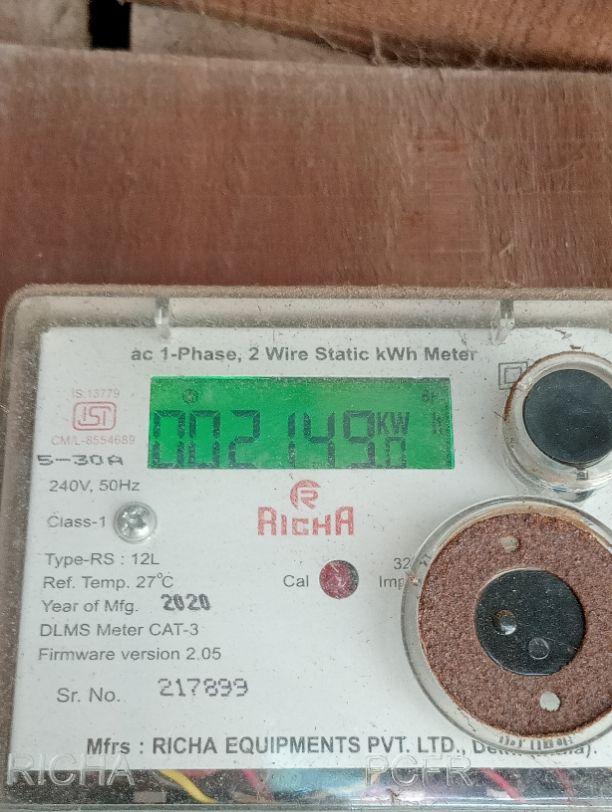 ac 1-Phase, 2 Wire Static kWh Meter
IS:13779
ISI
CM/L-8554689
002149.0 KW
5-30A
240V, 50Hz
RICHA
Class-1
Type-RS : 12L
Ref. Temp. 27°C
Cal
Year of Mfg. 2020
DLMS Meter CAT-3
Firmware version 2.05
Sr. No. 217899
Mfrs : RICHA EQUIPMENTS PVT. LTD.,
RICHA